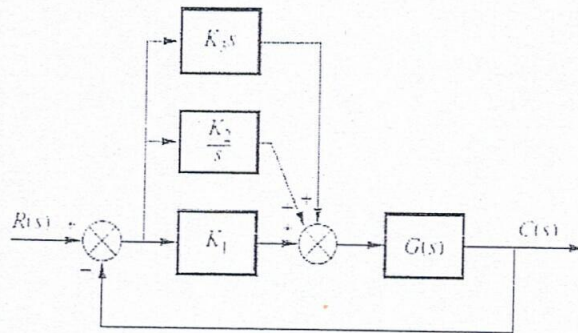 K₃s
K₂
s
R(s) +
K₁
− +
+
G(s)
C(s)
−